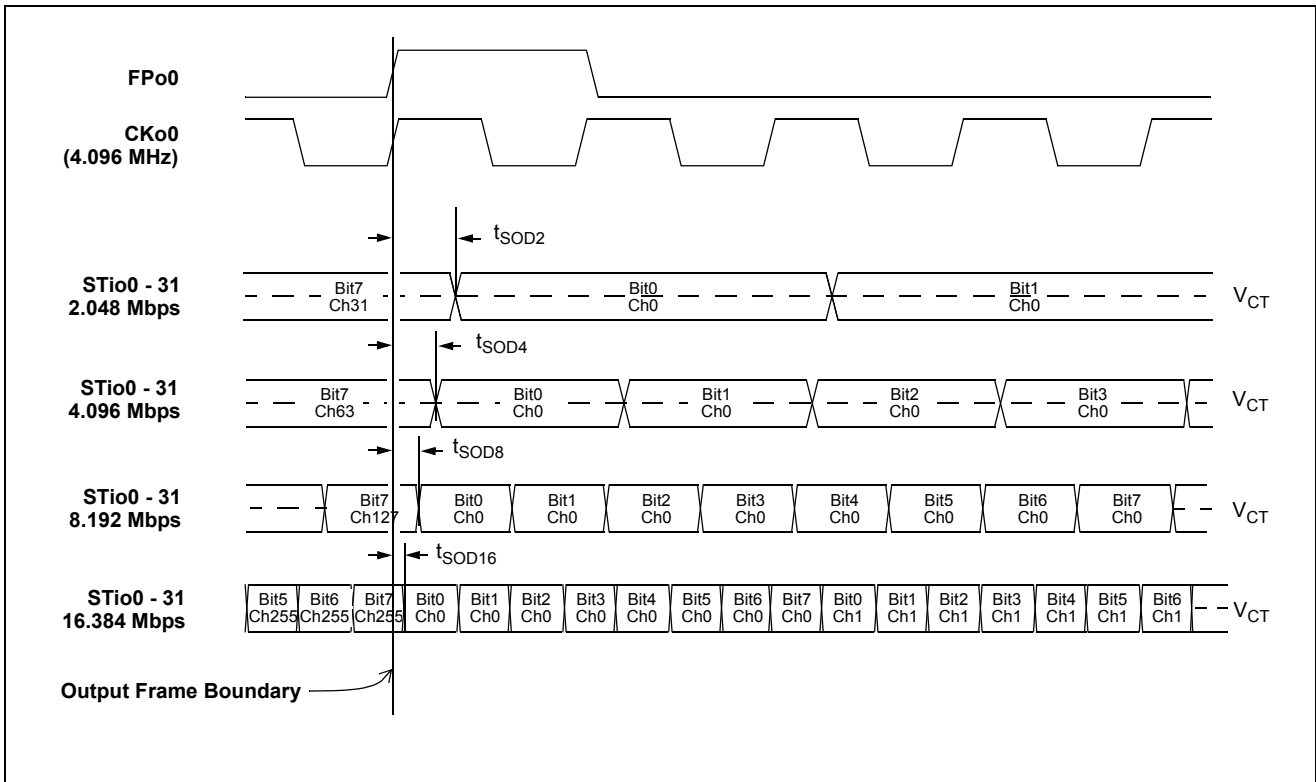 FPo0
CKo0
(4.096 MHz)
tSOD2
STio0 - 31
2.048 Mbps
Bit7
Ch31
Bit0
Ch0
Bit1
Ch0
VCT
tSOD4
STio0 - 31
4.096 Mbps
Bit7
Ch63
Bit0
Ch0
Bit1
Ch0
Bit2
Ch0
Bit3
Ch0
VCT
tSOD8
STio0 - 31
8.192 Mbps
Bit7
Ch127
Bit0
Ch0
Bit1
Ch0
Bit2
Ch0
Bit3
Ch0
Bit4
Ch0
Bit5
Ch0
Bit6
Ch0
Bit7
Ch0
VCT
tSOD16
STio0 - 31
16.384 Mbps
Bit5
Ch255
Bit6
Ch255
Bit7
Ch255
Bit0
Ch0
Bit1
Ch0
Bit2
Ch0
Bit3
Ch0
Bit4
Ch0
Bit5
Ch0
Bit6
Ch0
Bit7
Ch0
Bit0
Ch1
Bit1
Ch1
Bit2
Ch1
Bit3
Ch1
Bit4
Ch1
Bit5
Ch1
Bit6
Ch1
VCT
Output Frame Boundary